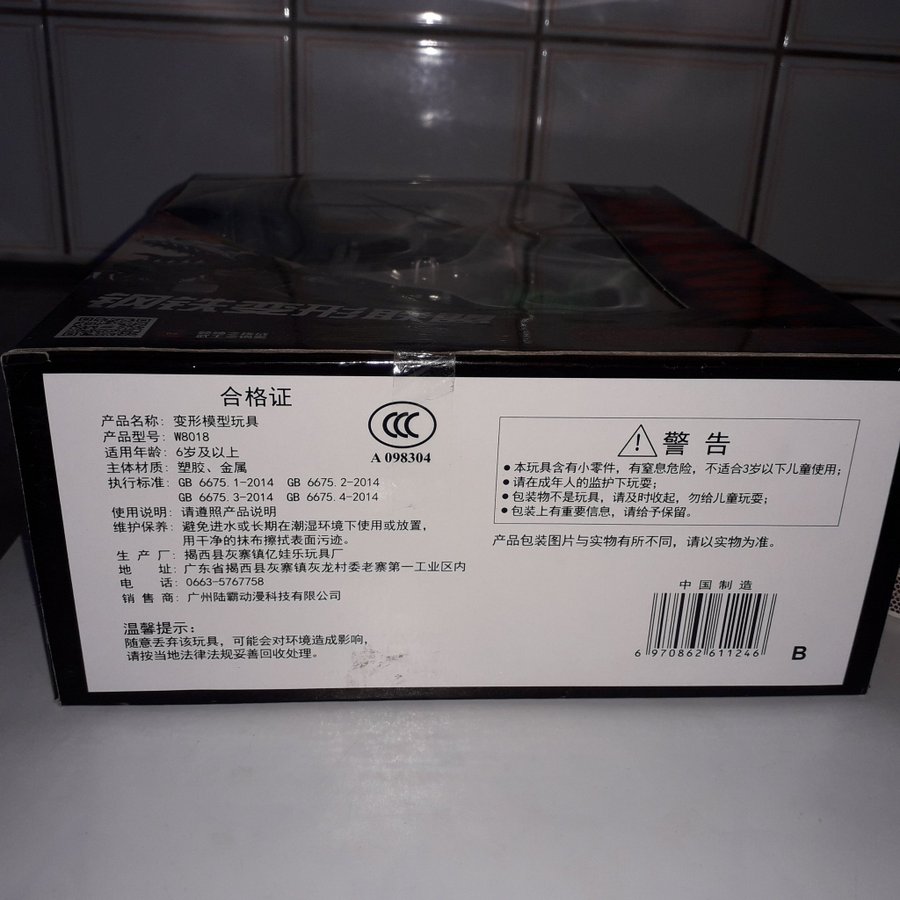 合格证
产品名称: 变形模型玩具
产品型号: W8018
适用年龄: 6岁及以上
主体材质: 塑胶、金属
执行标准: GB 6675.1-2014 GB 6675.2-2014
GB 6675.3-2014 GB 6675.4-2014
使用说明: 请遵照产品说明
维护保养: 避免进水或长期在潮湿环境下使用或放置,
用干净的抹布擦拭表面污迹。
生 产 厂: 揭西县灰寨镇亿娃乐玩具厂
地 址: 广东省揭西县灰寨镇灰龙村委老寨第一工业区内
电 话: 0663-5767758
销 售 商: 广州陆霸动漫科技有限公司
温馨提示:
随意丢弃该玩具, 可能会对环境造成影响,
请按当地法律法规妥善回收处理。
CCC
A 098304
警告
●本玩具含有小零件, 有窒息危险, 不适合3岁以下儿童使用;
●请在成年人的监护下玩耍;
●包装物不是玩具, 请及时收起, 勿给儿童玩耍;
●包装上有重要信息, 请给予保留。
产品包装图片与实物有所不同, 请以实物为准。
中国制造
6 970862 611246
B